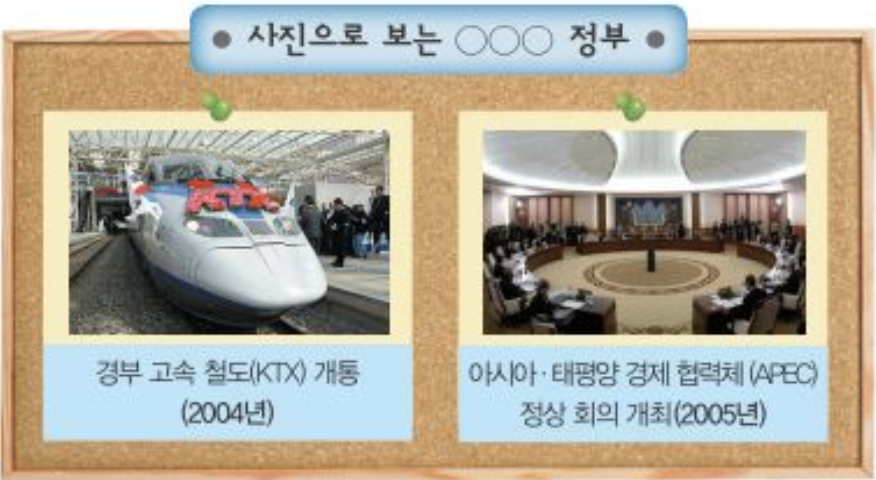 ● 사진으로 보는 ○○○ 정부 ●
경부 고속 철도(KTX) 개통
(2004년)
아시아·태평양 경제 협력체(APEC)
정상 회의 개최(2005년)